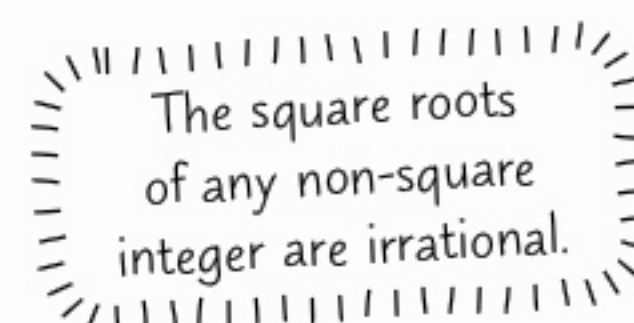 The square roots
of any non-square
integer are irrational.